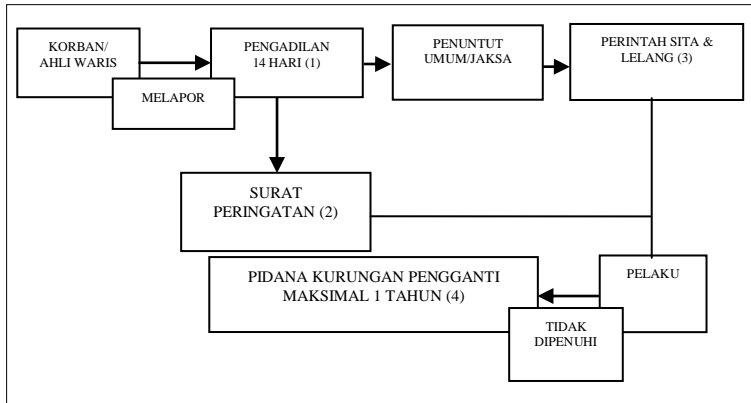 KORBAN/
AHLI WARIS
MELAPOR
PENGADILAN
14 HARI (1)
PENUNTUT
UMUM/JAKSA
PERINTAH SITA &
LELANG (3)
SURAT
PERINGATAN (2)
PELAKU
TIDAK
DIPENUHI
PIDANA KURUNGAN PENGGANTI
MAKSIMAL 1 TAHUN (4)